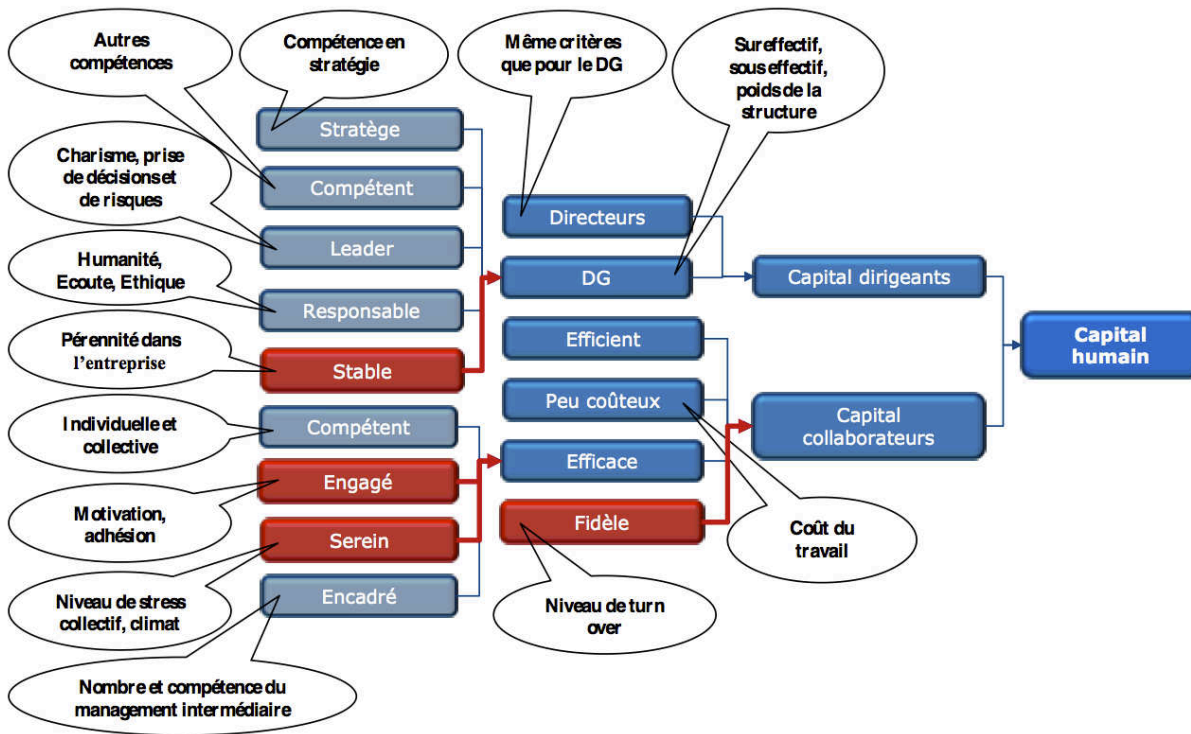 Autres
compétences
Compétence en
stratégie
Même critères
que pour le DG
Sureffectif,
sous effectif,
poids de la
structure
Stratège
Charisme, prise
de décisions et
de risques
Compétent
Directeurs
Leader
Humanité,
Ecoute, Ethique
DG
Capital dirigeants
Responsable
Pérennité dans
l'entreprise
Efficient
Capital
humain
Stable
Peu coûteux
Individuelle et
collective
Compétent
Capital
collaborateurs
Engagé
Efficace
Motivation,
adhésion
Serein
Fidèle
Coût du
travail
Niveau de stress
collectif, climat
Encadré
Niveau de turn
over
Nombre et compétence du
management intermédiaire